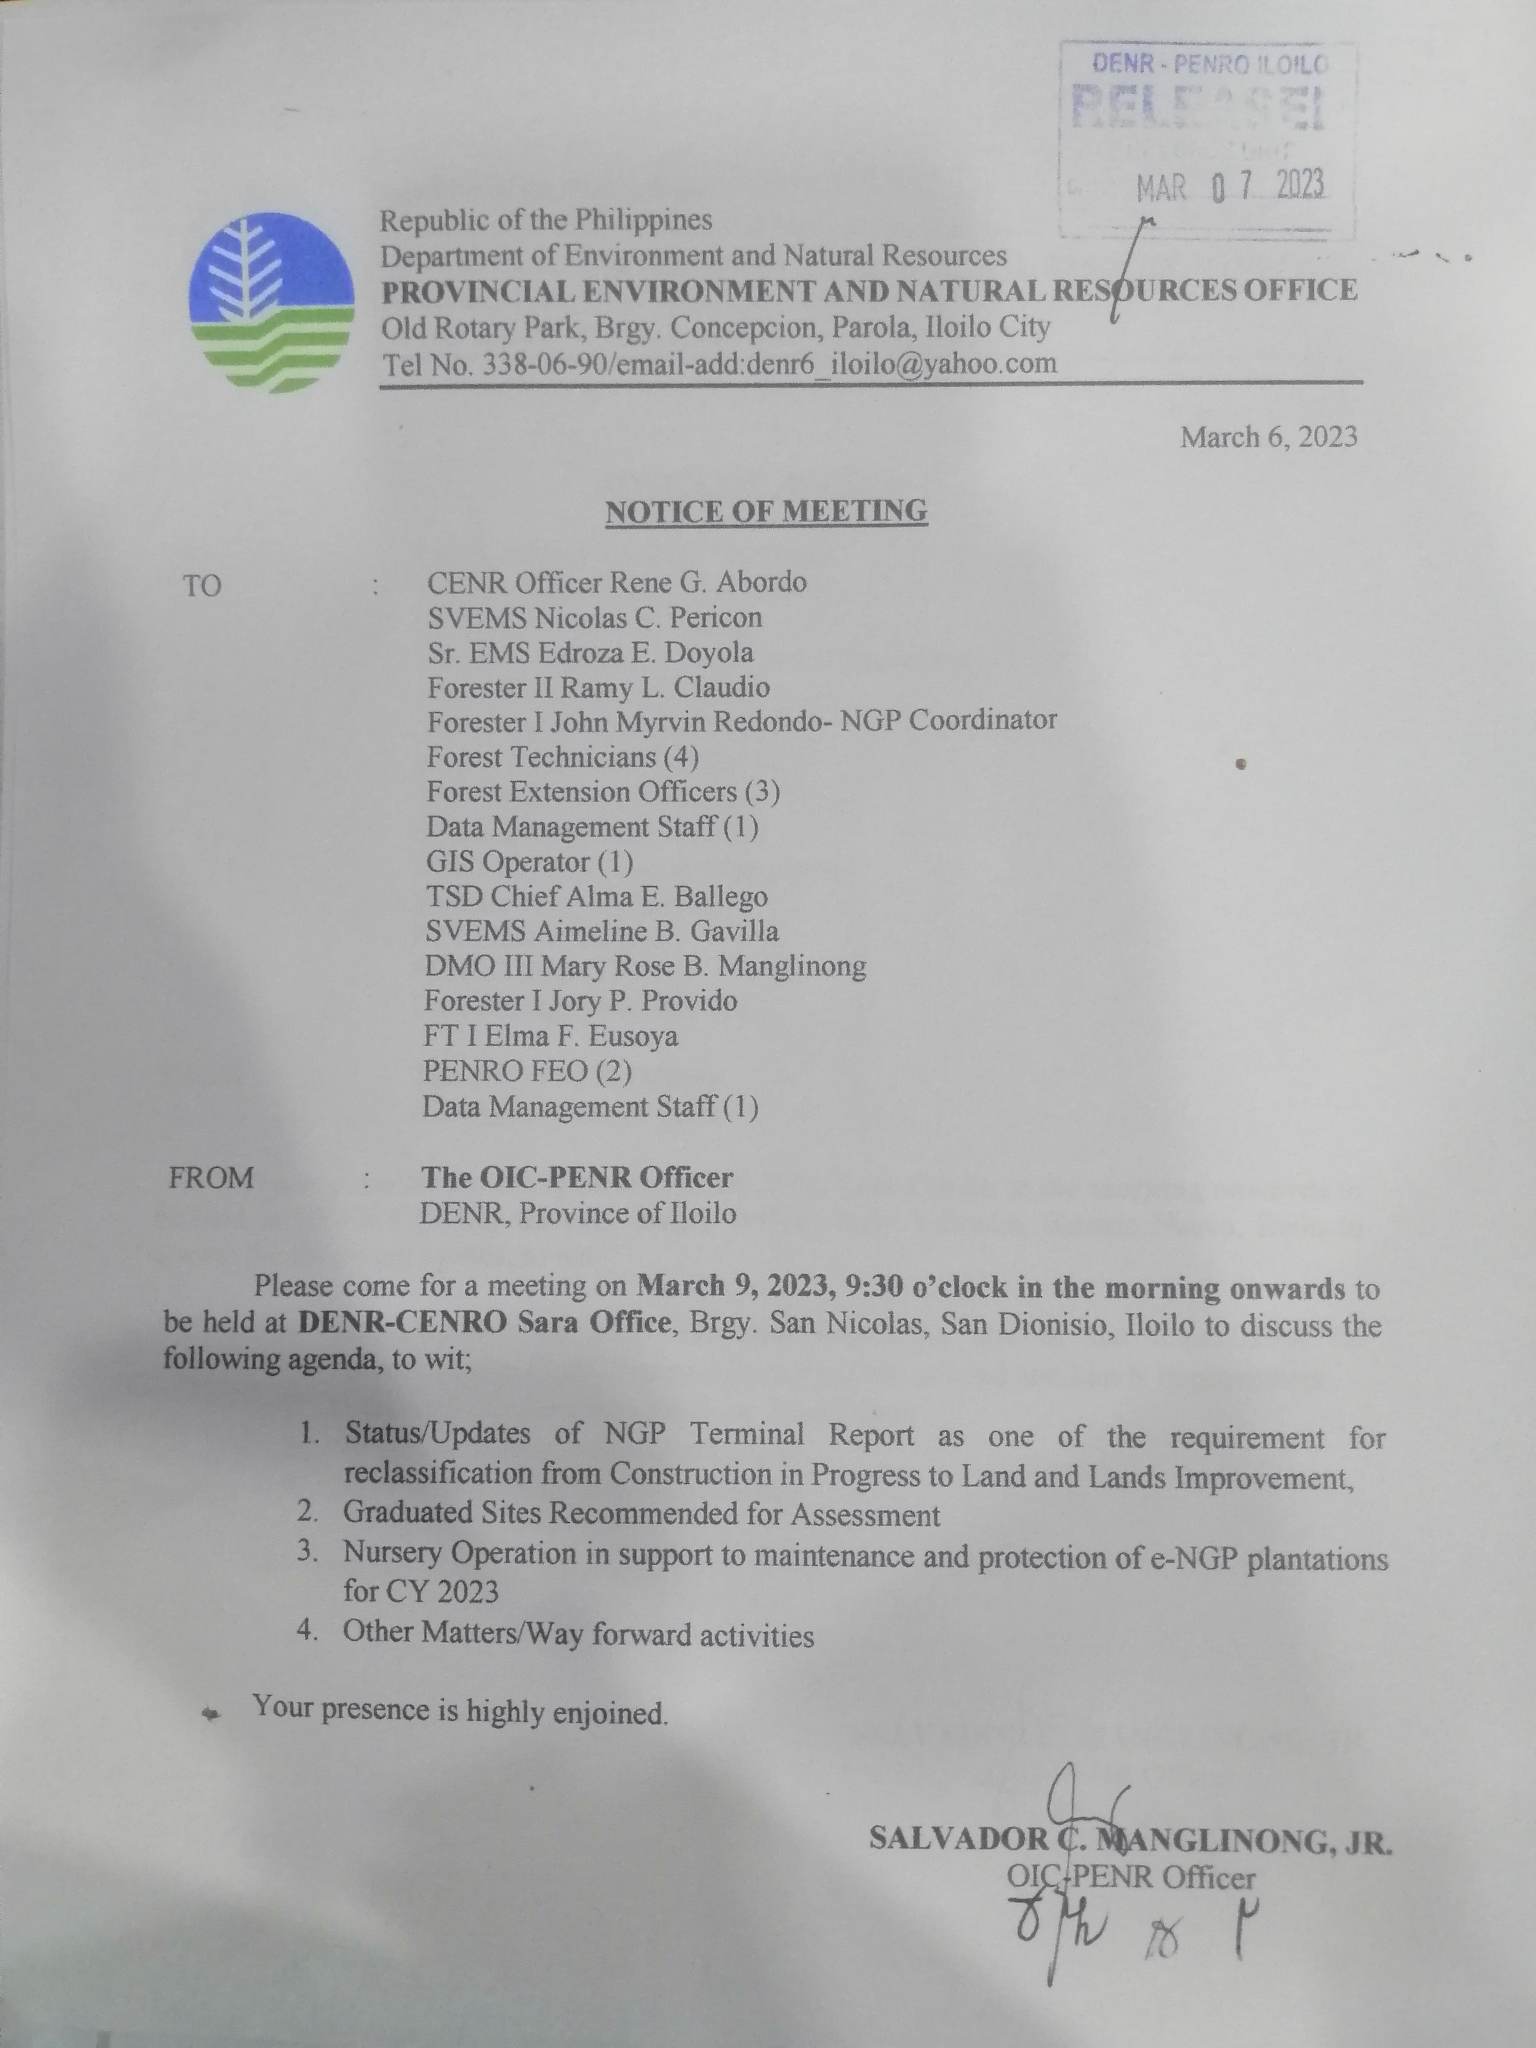 DENR - PENRO ILOILO
MAR 07 2023
Republic of the Philippines
Department of Environment and Natural Resources
PROVINCIAL ENVIRONMENT AND NATURAL RESOURCES OFFICE
Old Rotary Park, Brgy. Concepcion, Parola, Iloilo City
Tel No. 338-06-90/email-add:denr6_iloilo@yahoo.com
March 6, 2023
NOTICE OF MEETING
TO : CENR Officer Rene G. Abordo
SVEMS Nicolas C. Pericon
Sr. EMS Edroza E. Doyola
Forester II Ramy L. Claudio
Forester I John Myrvin Redondo- NGP Coordinator
Forest Technicians (4)
Forest Extension Officers (3)
Data Management Staff (1)
GIS Operator (1)
TSD Chief Alma E. Ballego
SVEMS Aimeline B. Gavilla
DMO III Mary Rose B. Manglinong
Forester I Jory P. Provido
FT I Elma F. Eusoya
PENRO FEO (2)
Data Management Staff (1)
FROM : The OIC-PENR Officer
DENR, Province of Iloilo
Please come for a meeting on March 9, 2023, 9:30 o’clock in the morning onwards to
be held at DENR-CENRO Sara Office, Brgy. San Nicolas, San Dionisio, Iloilo to discuss the
following agenda, to wit;
1. Status/Updates of NGP Terminal Report as one of the requirement for
reclassification from Construction in Progress to Land and Lands Improvement,
2. Graduated Sites Recommended for Assessment
3. Nursery Operation in support to maintenance and protection of e-NGP plantations
for CY 2023
4. Other Matters/Way forward activities
Your presence is highly enjoined.
SALVADOR C. MANGLINONG, JR.
OIC-PENR Officer